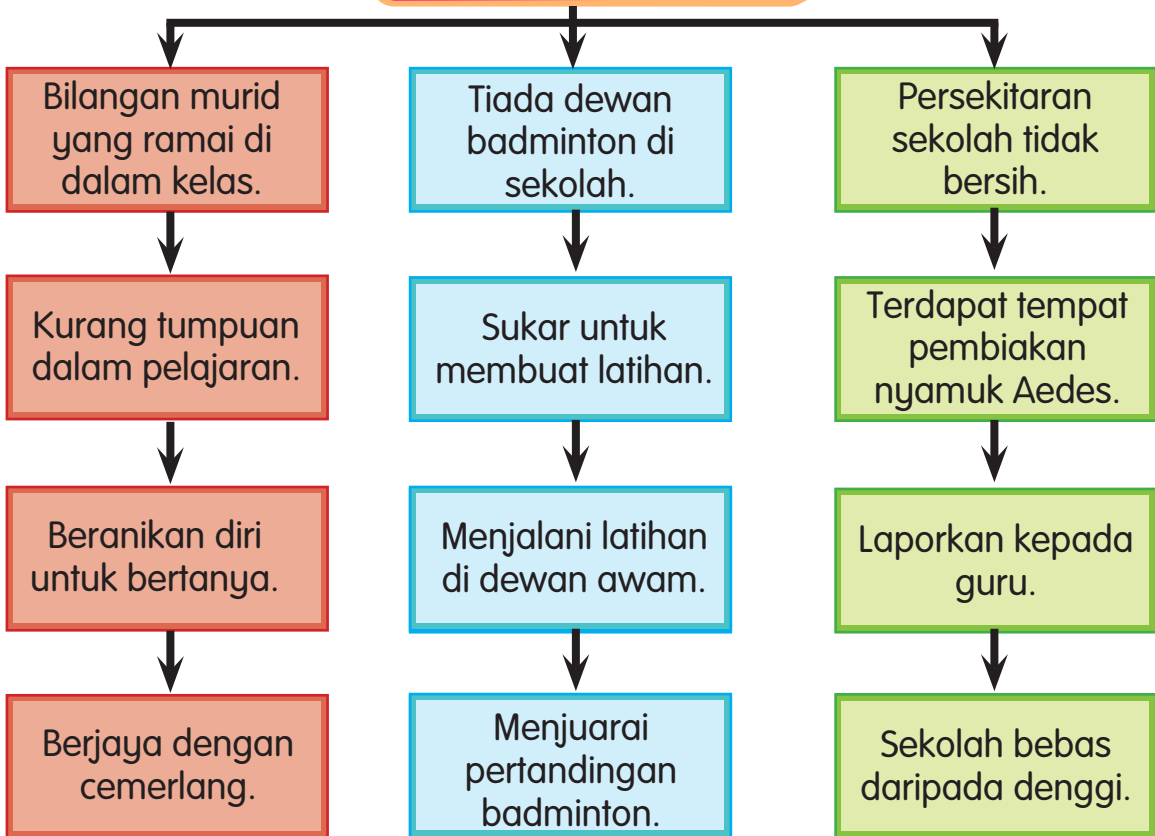 Bilangan murid
yang ramai di
dalam kelas.
Kurang tumpuan
dalam pelajaran.
Beranikan diri
untuk bertanya.
Berjaya dengan
cemerlang.
Tiada dewan
badminton di
sekolah.
Sukar untuk
membuat latihan.
Menjalani latihan
di dewan awam.
Menjuarai
pertandingan
badminton.
Persekitaran
sekolah tidak
bersih.
Terdapat tempat
pembiakan
nyamuk Aedes.
Laporkan kepada
guru.
Sekolah bebas
daripada denggi.